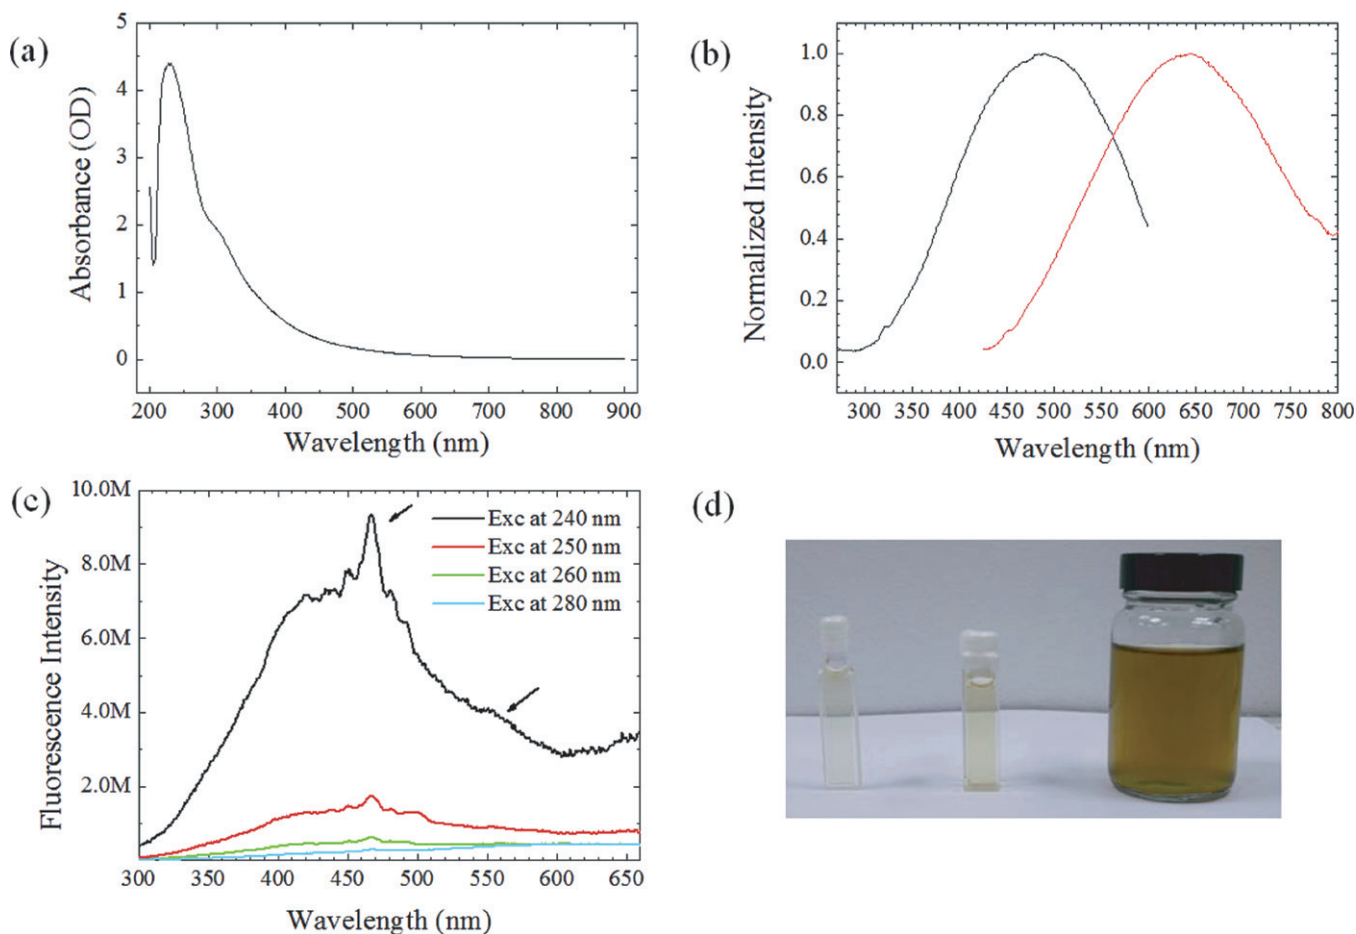 (a)
5
4
3
2
1
0
Absorbance (OD)
200 300 400 500 600 700 800 900
Wavelength (nm)
(b)
1.0
0.8
0.6
0.4
0.2
0.0
Normalized Intensity
300 350 400 450 500 550 600 650 700 750 800
Wavelength (nm)
(c)
10.0M
8.0M
6.0M
4.0M
2.0M
Fluorescence Intensity
Exc at 240 nm
Exc at 250 nm
Exc at 260 nm
Exc at 280 nm
300 350 400 450 500 550 600 650
Wavelength (nm)
(d)